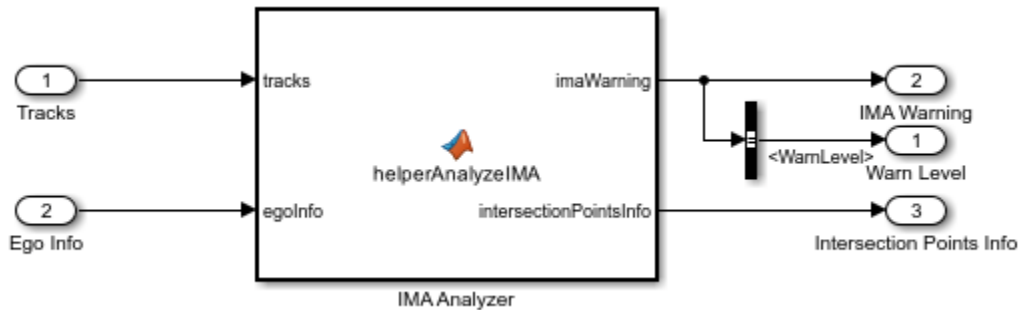 1
Tracks
2
Ego Info
tracks
egoInfo
helperAnalyzeIMA
imaWarning
intersectionPointsInfo
IMA Analyzer
<WarnLevel>
2
IMA Warning
1
Warn Level
3
Intersection Points Info